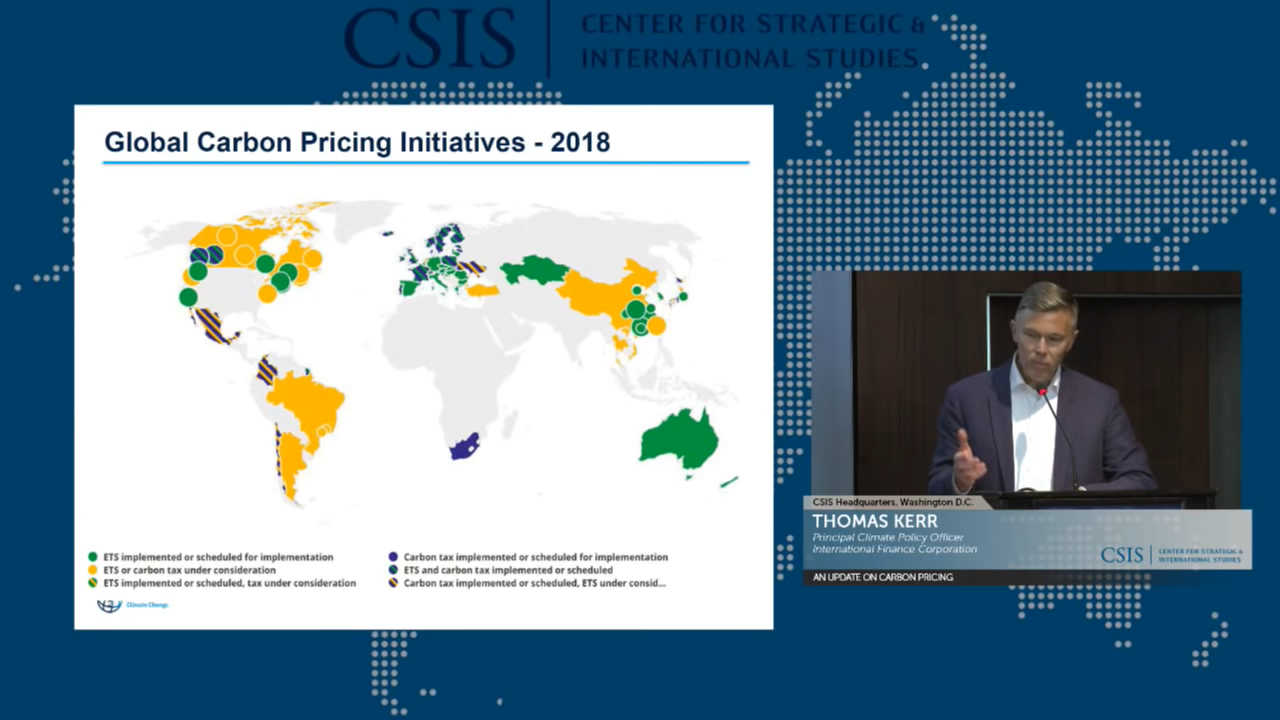 CSIS
CENTER FOR STRATEGIC &
INTERNATIONAL STUDIES
Global Carbon Pricing Initiatives - 2018
ETS implemented or scheduled for implementation
ETS or carbon tax under consideration
ETS implemented or scheduled, tax under consideration
Carbon tax implemented or scheduled for implementation
ETS and carbon tax implemented or scheduled
Carbon tax implemented or scheduled, ETS under consid...
Climate Change
CSIS Headquarters, Washington D.C.
THOMAS KERR
Principal Climate Policy Officer
International Finance Corporation
CSIS
CENTER FOR STRATEGIC &
INTERNATIONAL STUDIES
AN UPDATE ON CARBON PRICING